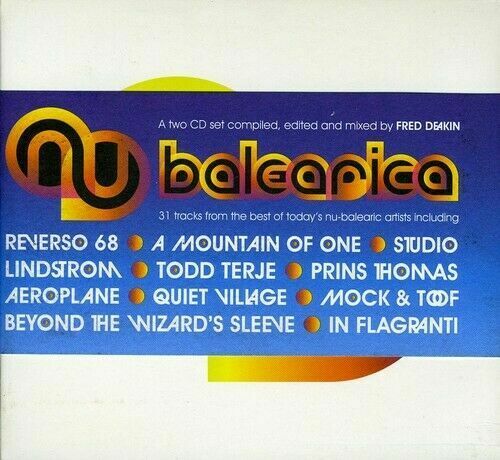 A two CD set compiled, edited and mixed by FRED DEAKIN
nu balearica
31 tracks from the best of today's nu-balearic artists including
REVERSO 68 • A MOUNTAIN OF ONE • STUDIO
LINDSTROM • TODD TERJE • PRINS THOMAS
AEROPLANE • QUIET VILLAGE • MOCK & TOOF
BEYOND THE WIZARD'S SLEEVE • IN FLAGRANTI